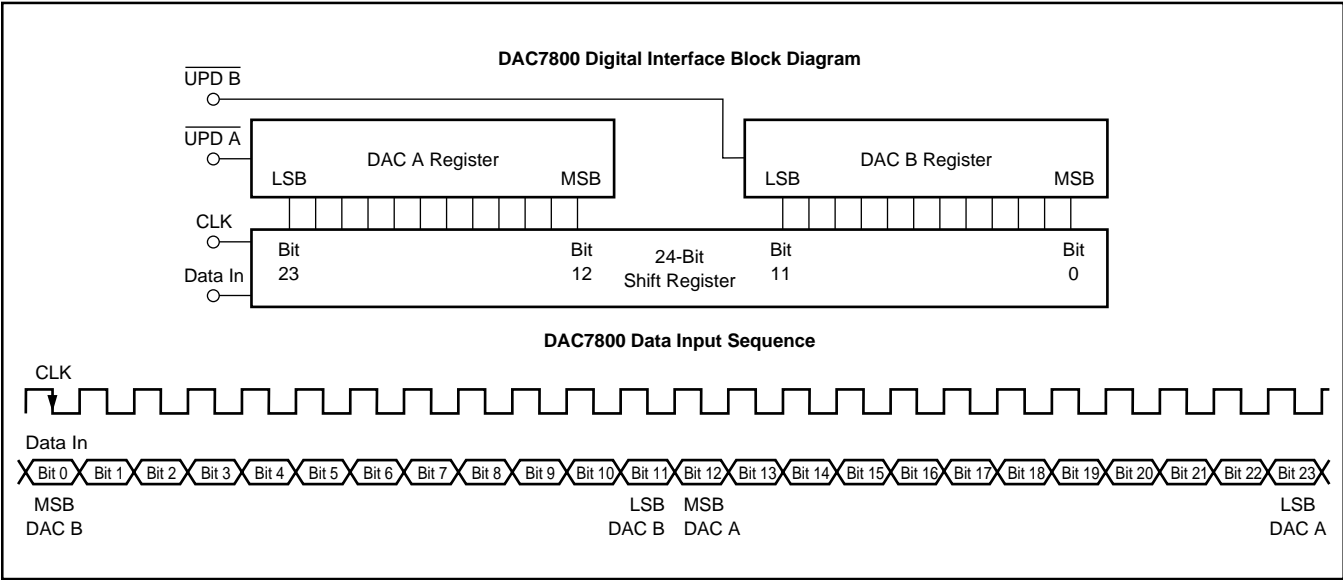 DAC7800 Digital Interface Block Diagram
UPD B
UPD A
DAC A Register
DAC B Register
LSB MSB LSB MSB
CLK
Data In
Bit 23
Bit 12
24-Bit
Shift Register
Bit 11
Bit 0
DAC7800 Data Input Sequence
CLK
Data In
Bit 0 Bit 1 Bit 2 Bit 3 Bit 4 Bit 5 Bit 6 Bit 7 Bit 8 Bit 9 Bit 10 Bit 11 Bit 12 Bit 13 Bit 14 Bit 15 Bit 16 Bit 17 Bit 18 Bit 19 Bit 20 Bit 21 Bit 22 Bit 23
MSB LSB MSB LSB
DAC B DAC B DAC A DAC A